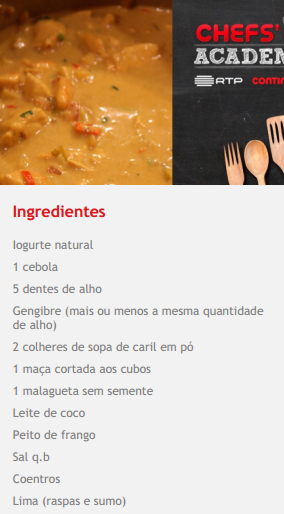 CHEFS'
ACADEM
RTP CONTIN
Ingredientes
Iogurte natural
1 cebola
5 dentes de alho
Gengibre (mais ou menos a mesma quantidade
de alho)
2 colheres de sopa de caril em pó
1 maça cortada aos cubos
1 malagueta sem semente
Leite de coco
Peito de frango
Sal q.b
Coentros
Lima (raspas e sumo)